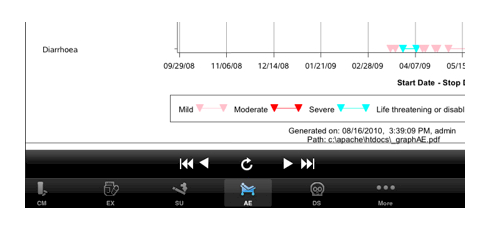 Diarrhoea
09/29/08 11/06/08 12/14/08 01/21/09 02/28/09 04/07/09 05/15
Start Date - Stop D
Mild Moderate Severe Life threatening or disabl
Generated on: 08/16/2010, 3:39:09 PM, admin
Path: c:\apache\htdocs\_graphAE.pdf
CM EX SU AE DS More